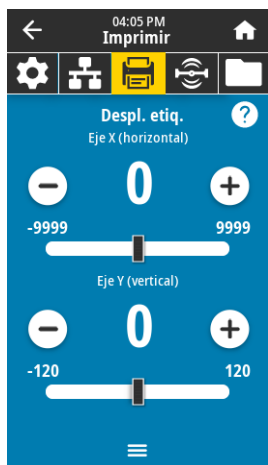 04:05 PM
Imprimir
Despl. etiq.
?
Eje X (horizontal)
0
-9999 9999
Eje Y (vertical)
0
-120 120